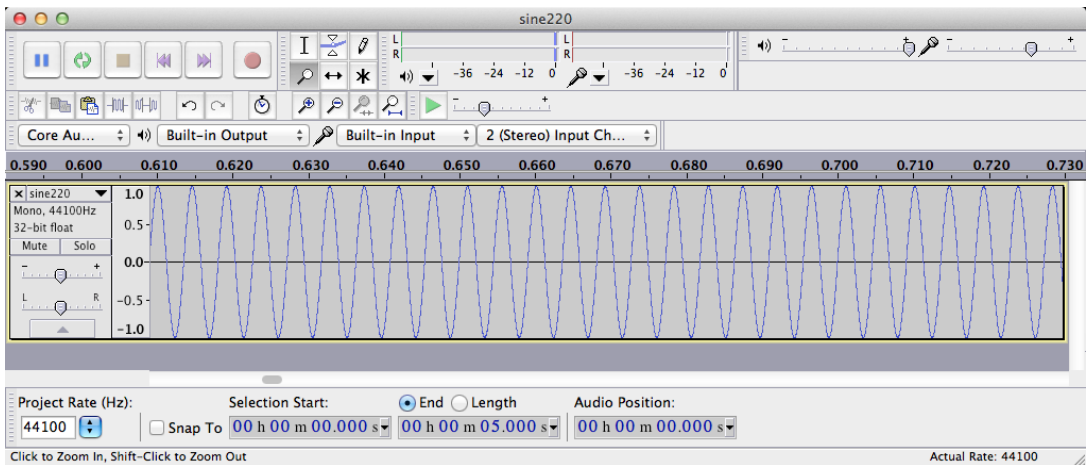 sine220
L
R
L
R
-36 -24 -12 0
-36 -24 -12 0
- +
- +
- +
Core Au...
Built-in Output
Built-in Input
2 (Stereo) Input Ch...
0.590 0.600 0.610 0.620 0.630 0.640 0.650 0.660 0.670 0.680 0.690 0.700 0.710 0.720 0.730
x sine220
Mono, 44100Hz
32-bit float
Mute Solo
- +
L R
1.0
0.5-
0.0-
-0.5-
-1.0
Project Rate (Hz): Selection Start: End Length Audio Position:
44100 Snap To 00 h 00 m 00.000 s 00 h 00 m 05.000 s 00 h 00 m 00.000 s
Click to Zoom In, Shift-Click to Zoom Out Actual Rate: 44100